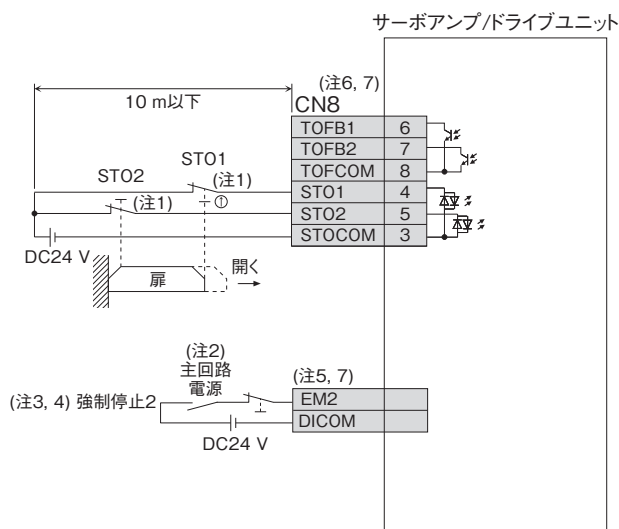 サーボアンプ/ドライブユニット
(注6, 7)
10 m以下
CN8
TOFB1 6
TOFB2 7
TOFCOM 8
STO1 4
STO2 5
STOCOM 3
STO1
STO2
(注1)
(注1)
DC24 V
扉
開く
(注2)
主回路
電源
(注5, 7)
(注3, 4) 強制停止2
EM2
DICOM
DC24 V